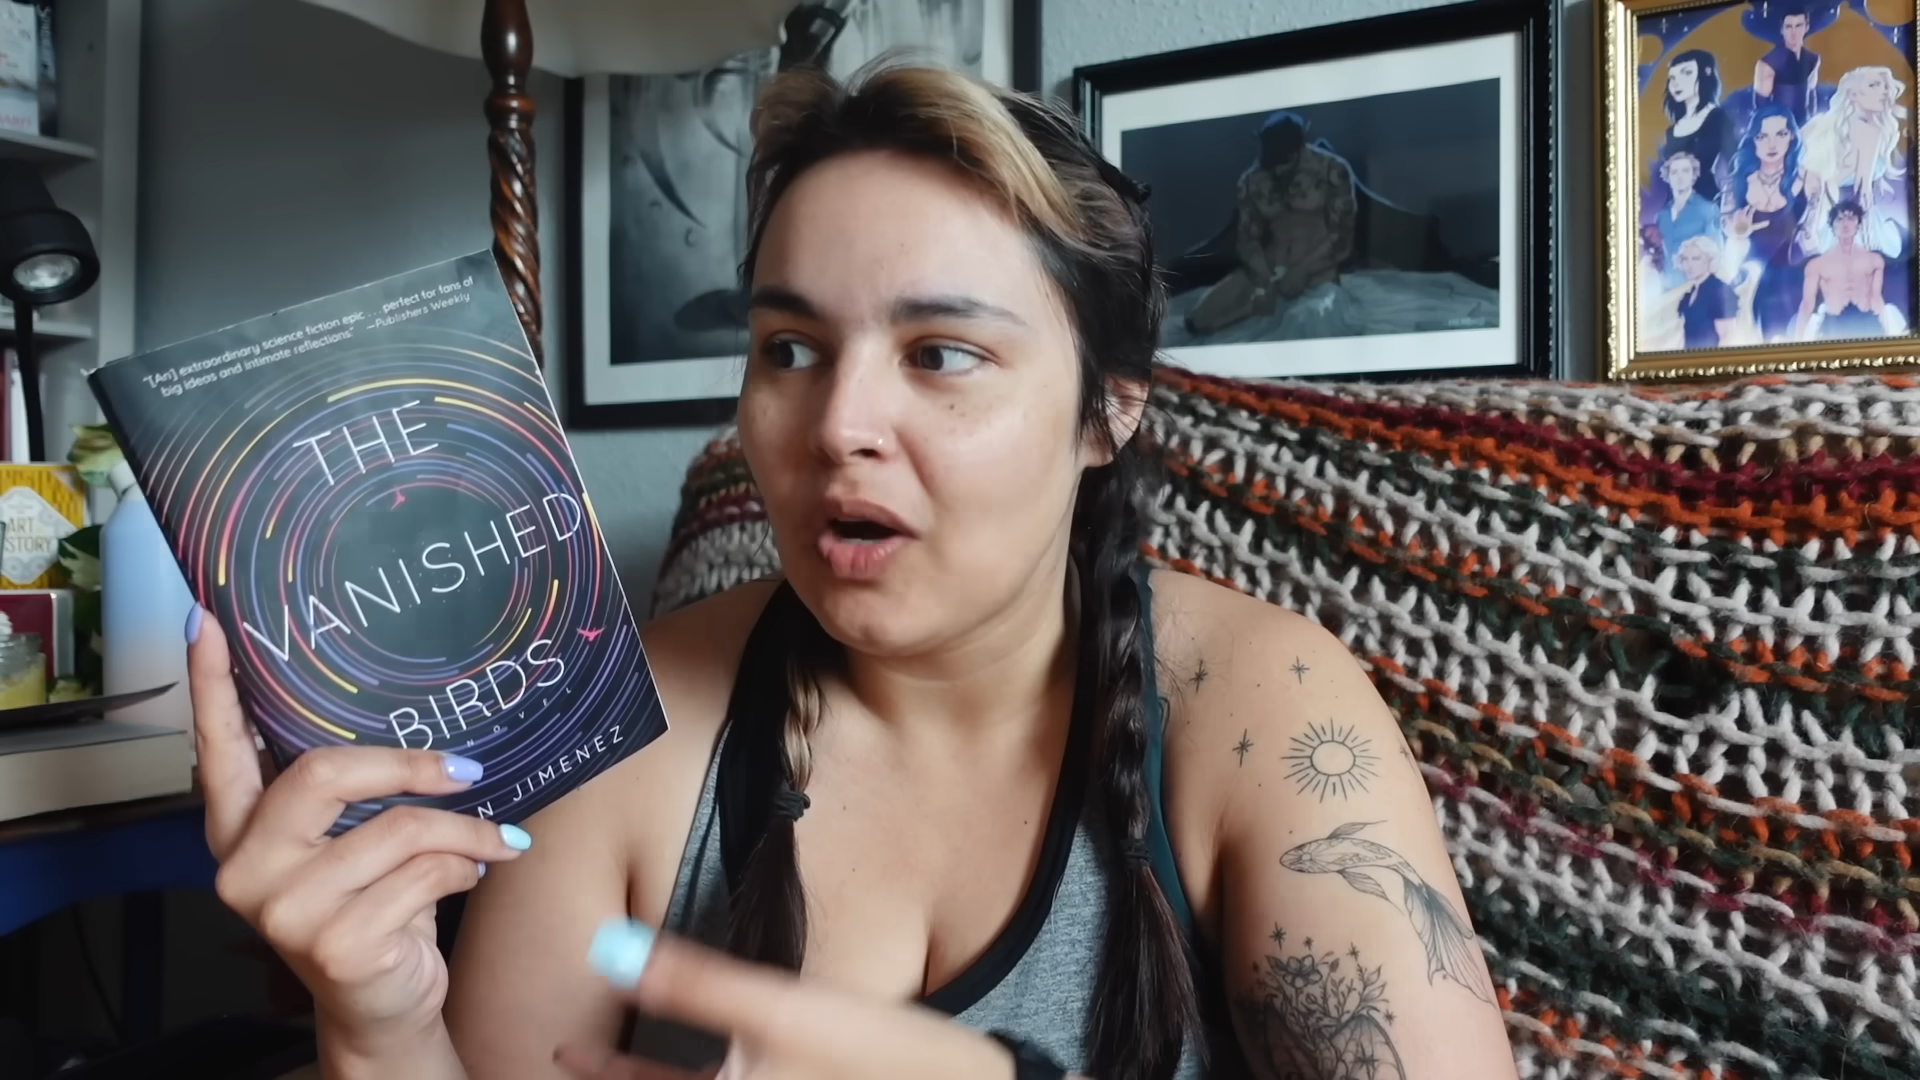 "[An] extraordinary science fiction epic . . . perfect for fans of
big ideas and intimate reflections." —Publishers Weekly
THE
VANISHED
BIRDS
A NOVEL
N JIMENEZ
ART
STORY